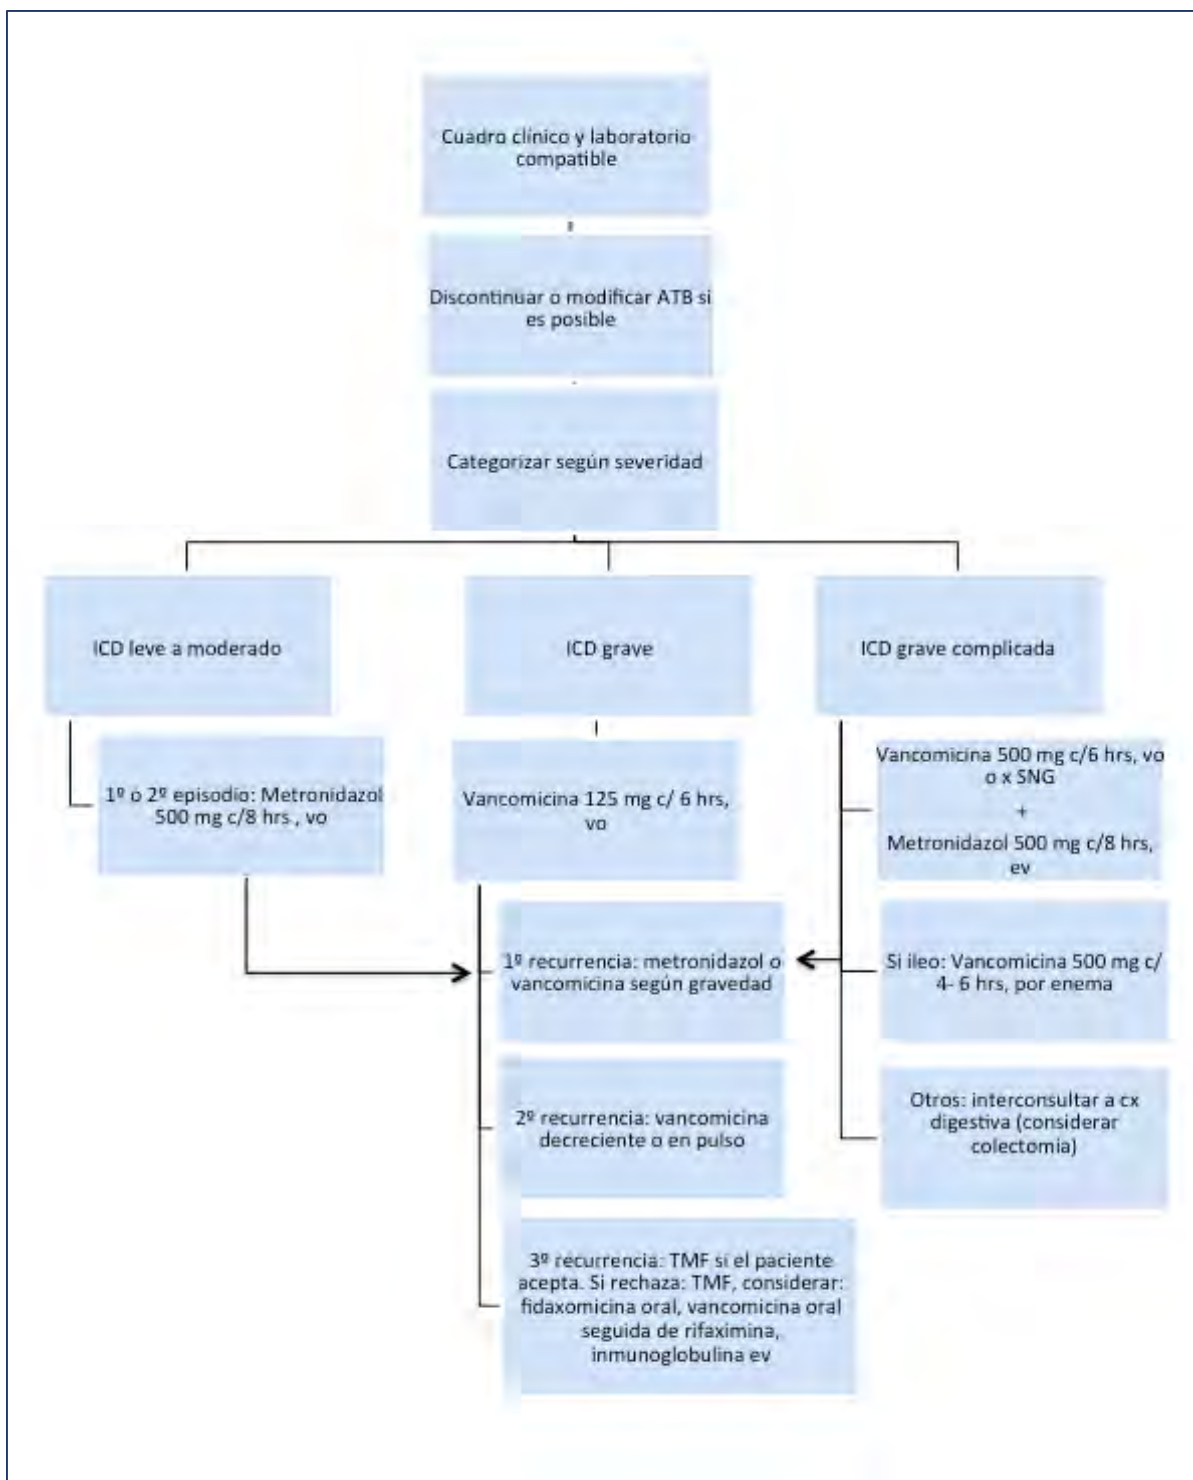 Cuadro clínico y laboratorio
compatible
Discontinuar o modificar ATB si
es posible
Categorizar según severidad
ICD leve a moderado
ICD grave
ICD grave complicada
1º ó 2º episodio: Metronidazol
500 mg c/8 hrs , vo
Vancomicina 125 mg c/ 6 hrs,
vo
Vancomicina 500 mg c/6 hrs, vo
o x SNG
+
Metronidazol 500 mg c/8 hrs,
ev
1º recurrencia: metronidazol o
vancomicina según gravedad
Si ileo: Vancomicina 500 mg c/
4- 6 hrs, por enema
2º recurrencia: vancomicina
decreciente o en pulso
Otros: interconsultar a cx
digestiva (considerar
colectomia)
3º recurrencia: TMF si el paciente
acepta. Si rechaza: TMF, considerar:
fidaxomicina oral, vancomicina oral
seguida de rifaximina,
inmunoglobulina ev